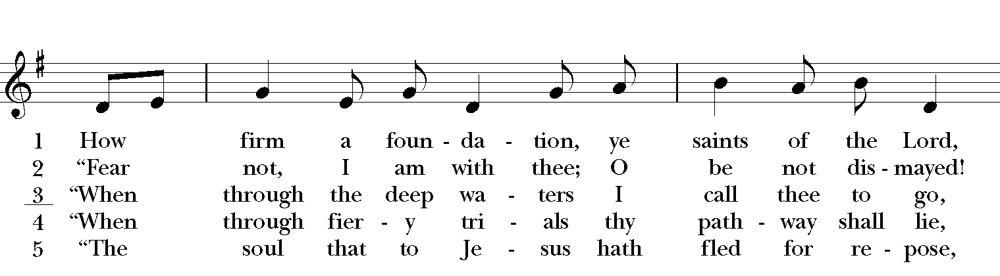 1 How firm a foun - da - tion, ye saints of the Lord,
2 “Fear not, I am with thee; O be not dis - mayed!
3 “When through the deep wa - ters I call thee to go,
4 “When through fier - y tri - als thy path - way shall lie,
5 “The soul that to Je - sus hath fled for re - pose,